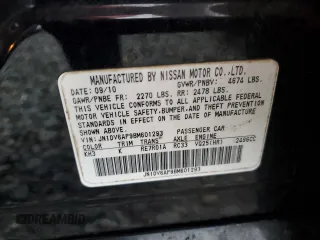 MANUFACTURED BY NISSAN MOTOR CO.,LTD.
DATE: 09/10 GVWR/PNBV: 4674 LBS.
GAWR/PNBE FR: 2270 LBS. RR: 2478 LBS.
THIS VEHICLE CONFORMS TO ALL APPLICABLE
FEDERAL MOTOR VEHICLE SAFETY, BUMPER, AND THEFT PREVENTION
STANDARDS IN EFFECT ON THE DATE OF MANUFACTURE SHOWN ABOVE.
VIN: JN1DV6AP9BM601293 PASSENGER CAR
COLOR TRIM TRANS AXLE ENGINE
KH3 K RE7R01A RC33 VQ25(HR) 2496CC
JN1DV6AP9BM601293